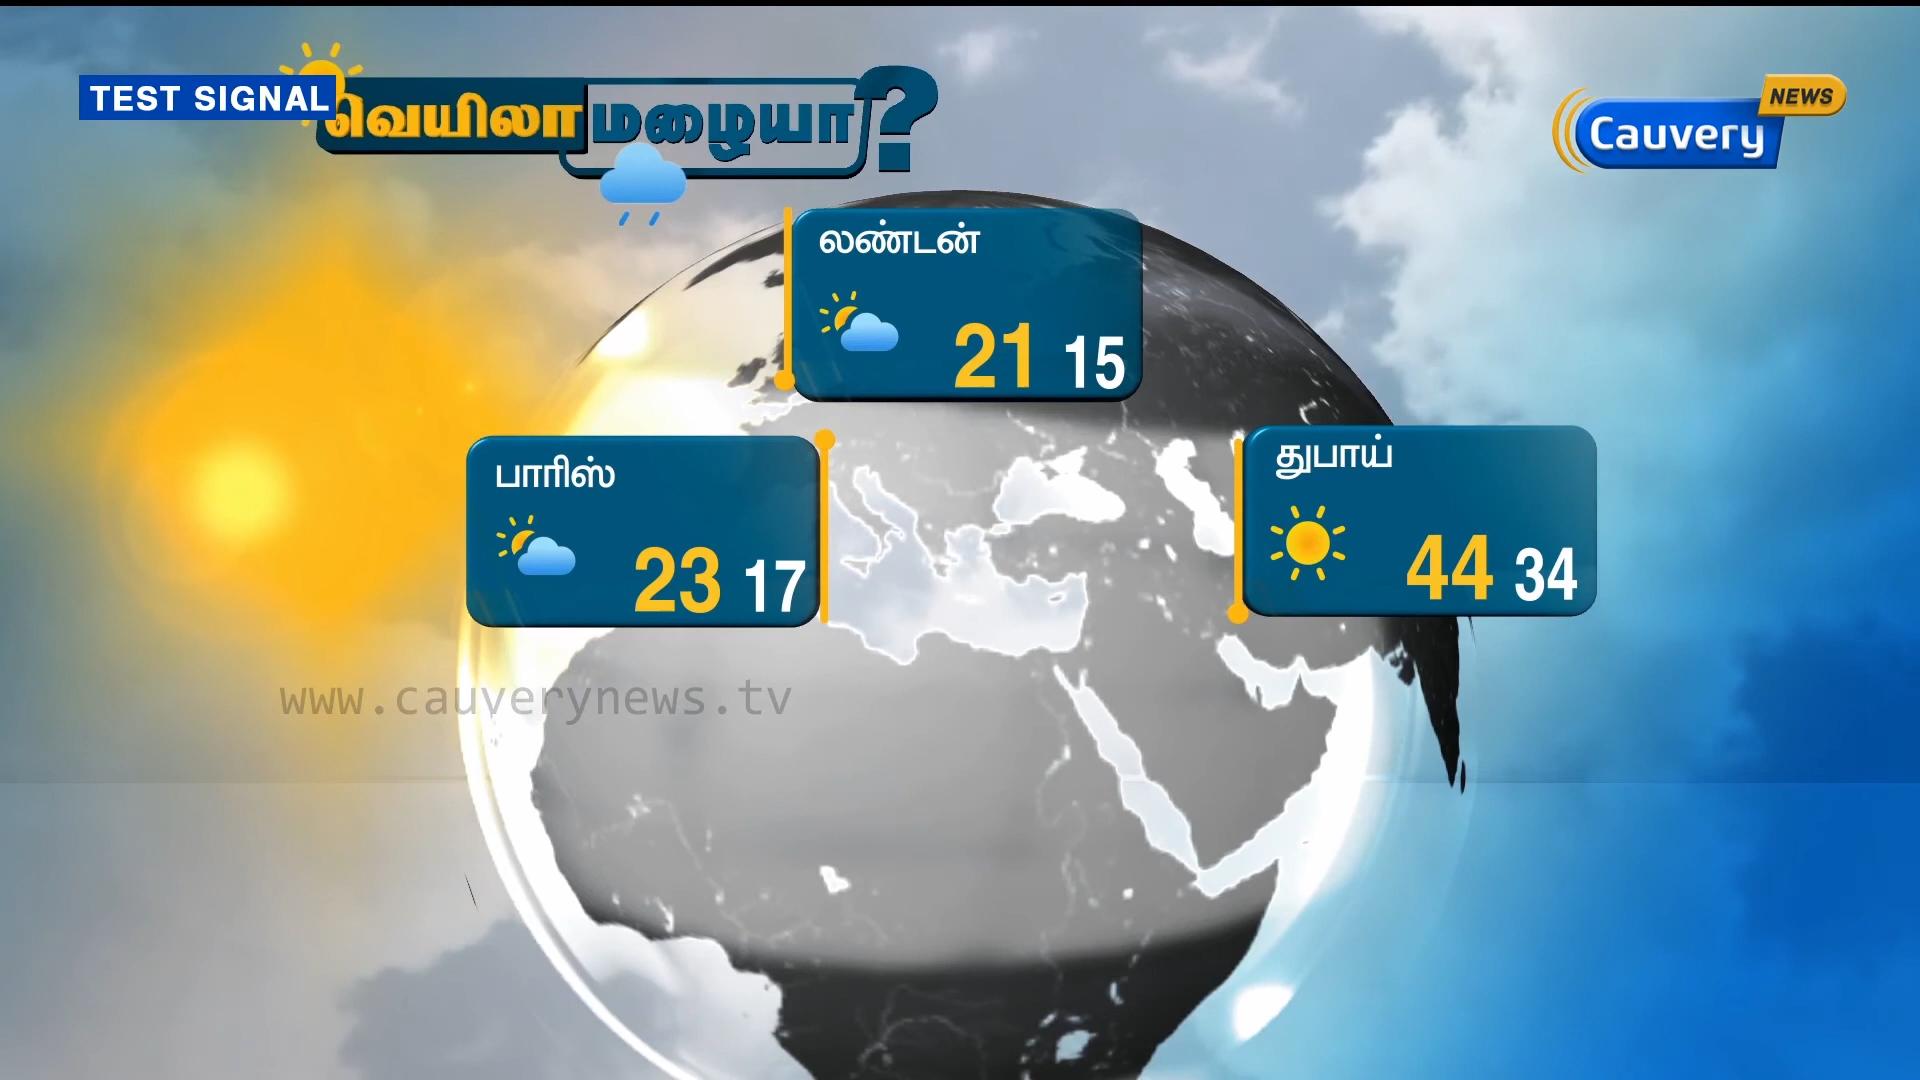 TEST SIGNAL
வெயிலா மழையா?
NEWS
Cauvery
லண்டன்
21 15
பாரிஸ்
23 17
துபாய்
44 34
www.cauverynews.tv